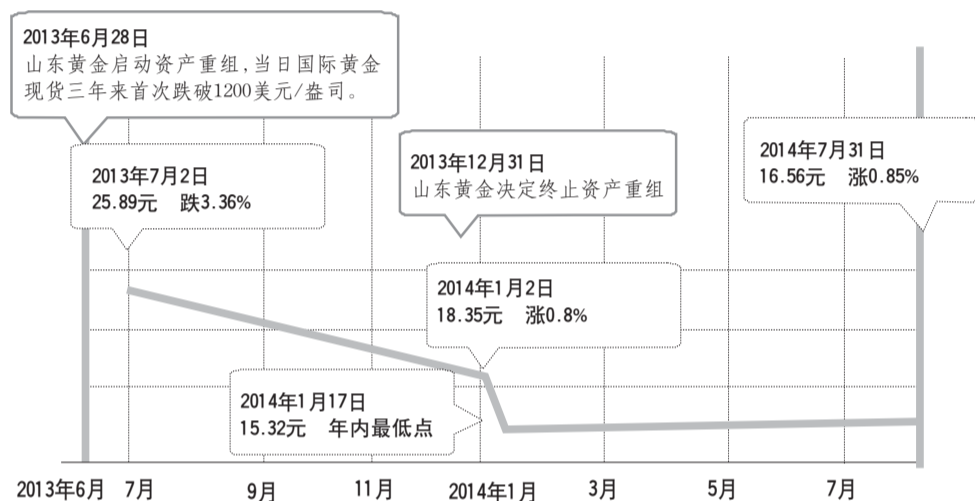 2013年6月28日
山东黄金启动资产重组,当日国际黄金
现货三年来首次跌破1200美元/盎司。
2013年7月2日
25.89元 跌3.36%
2013年12月31日
山东黄金决定终止资产重组
2014年7月31日
16.56元 涨0.85%
2014年1月2日
18.35元 涨0.8%
2014年1月17日
15.32元 年内最低点
2013年6月 7月 9月 11月 2014年1月 3月 5月 7月